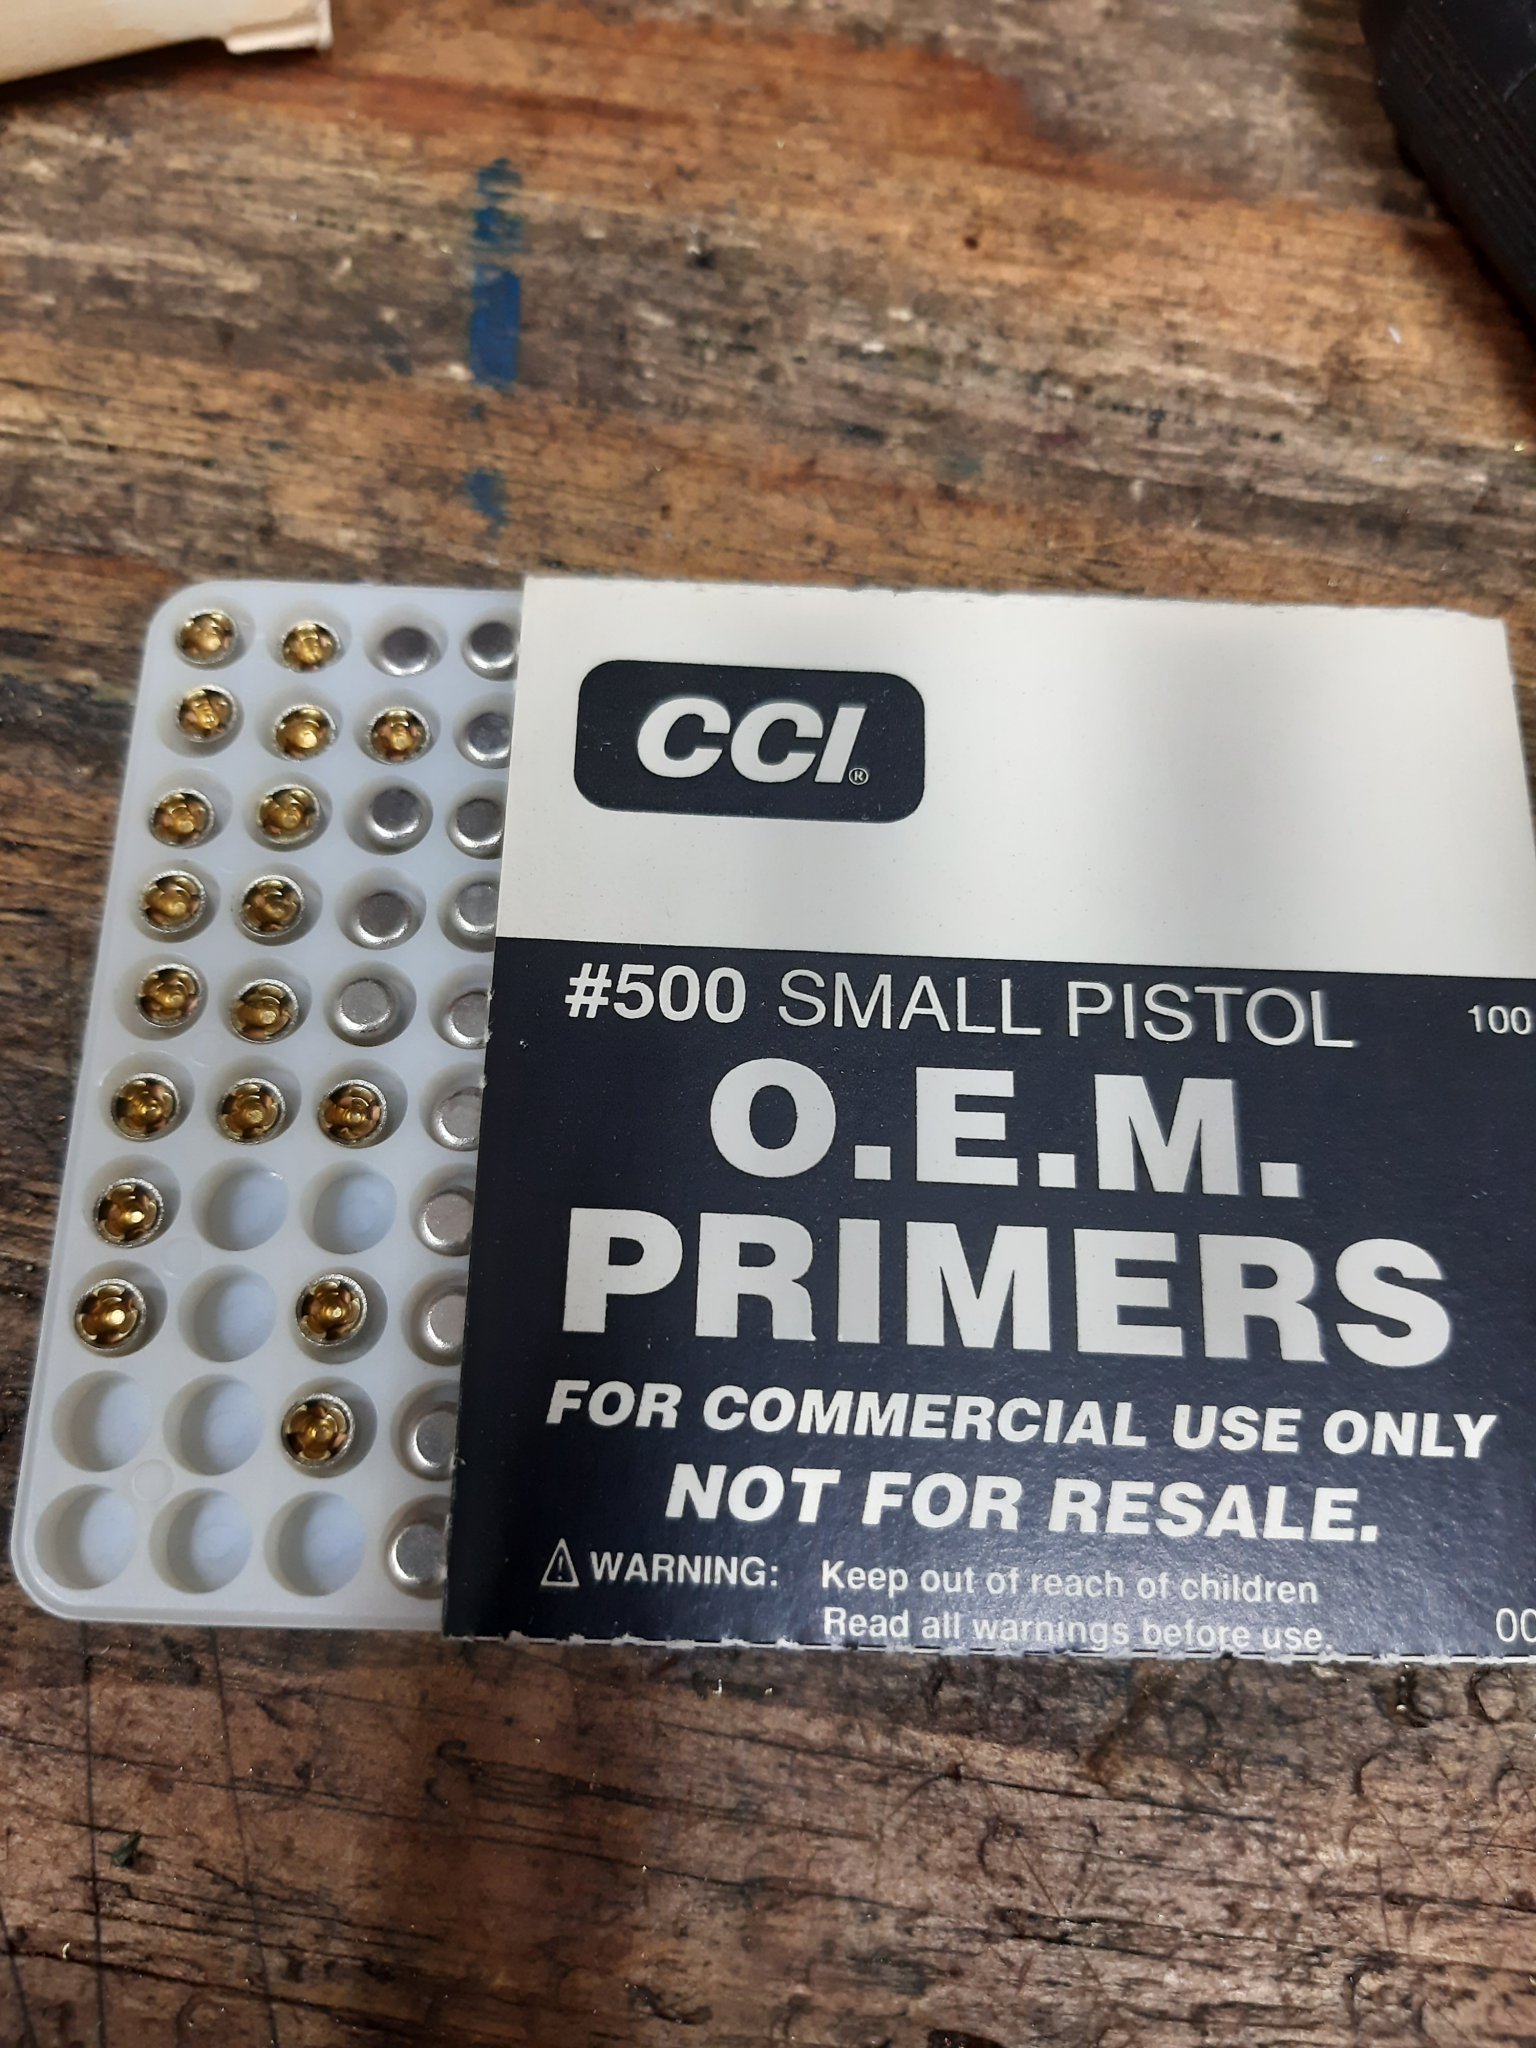 CCI®
#500 SMALL PISTOL 100
O.E.M.
PRIMERS
FOR COMMERCIAL USE ONLY
NOT FOR RESALE.
⚠ WARNING: Keep out of reach of children
Read all warnings before use.